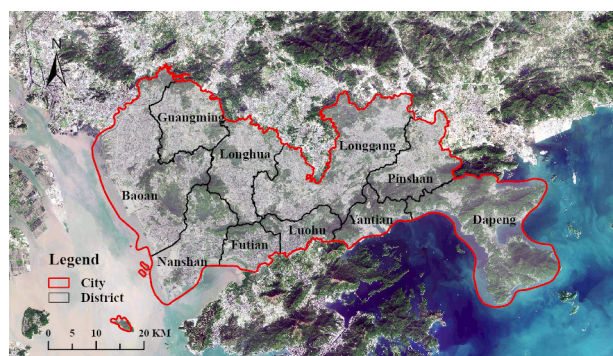 N
Guangming
Longhua
Longgang
Pinshan
Baoan
Dapeng
Luohu
Yantian
Futian
Nanshan
Legend
City
District
0 5 10 20 KM